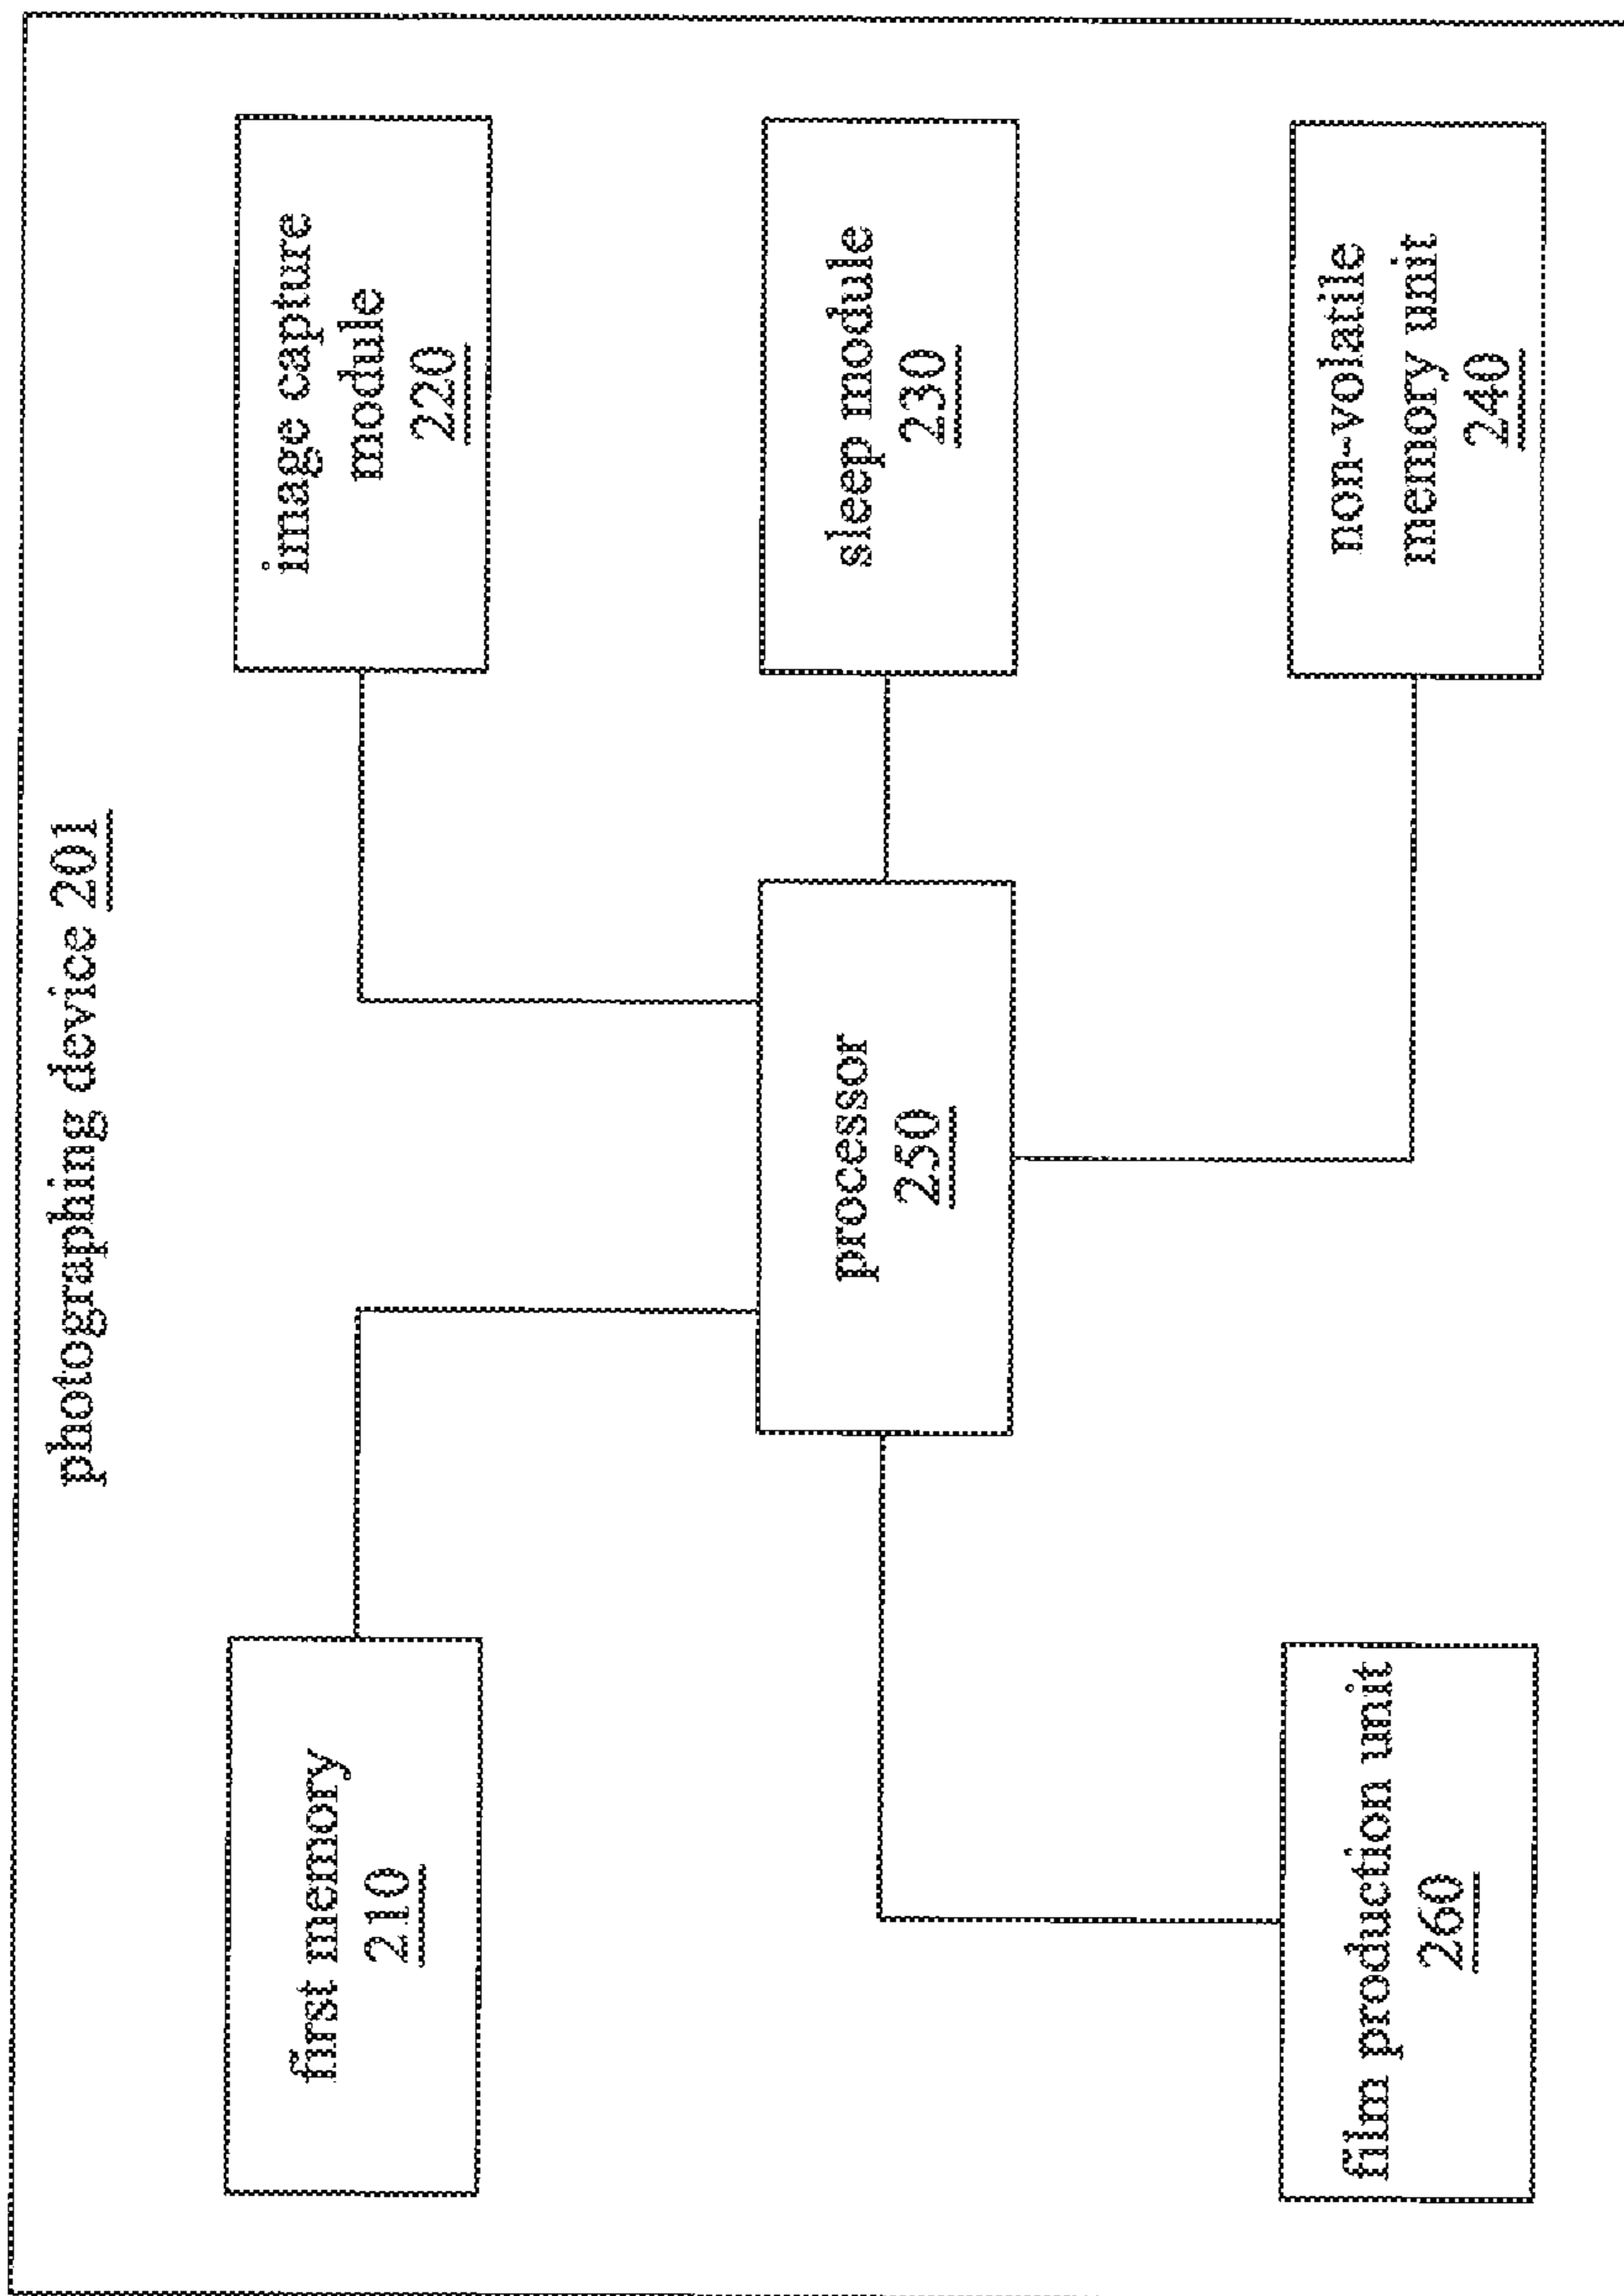 photographing device 201
first memory
210
image capture
module
220
processor
250
sleep module
230
film production unit
260
non-volatile
memory unit
240